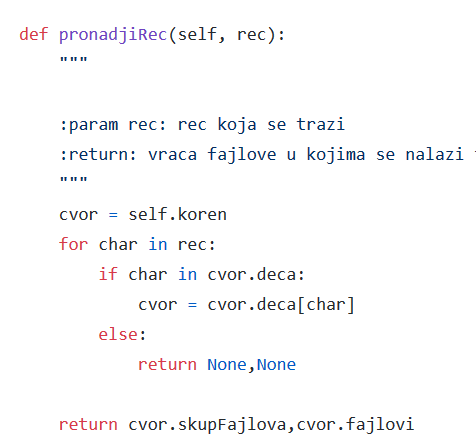 def pronadjiRec(self, rec):
    """

    :param rec: rec koja se trazi
    :return: vraca fajlove u kojima se nalazi
    """
    cvor = self.koren
    for char in rec:
        if char in cvor.deca:
            cvor = cvor.deca[char]
        else:
            return None,None

    return cvor.skupFajlova,cvor.fajlovi